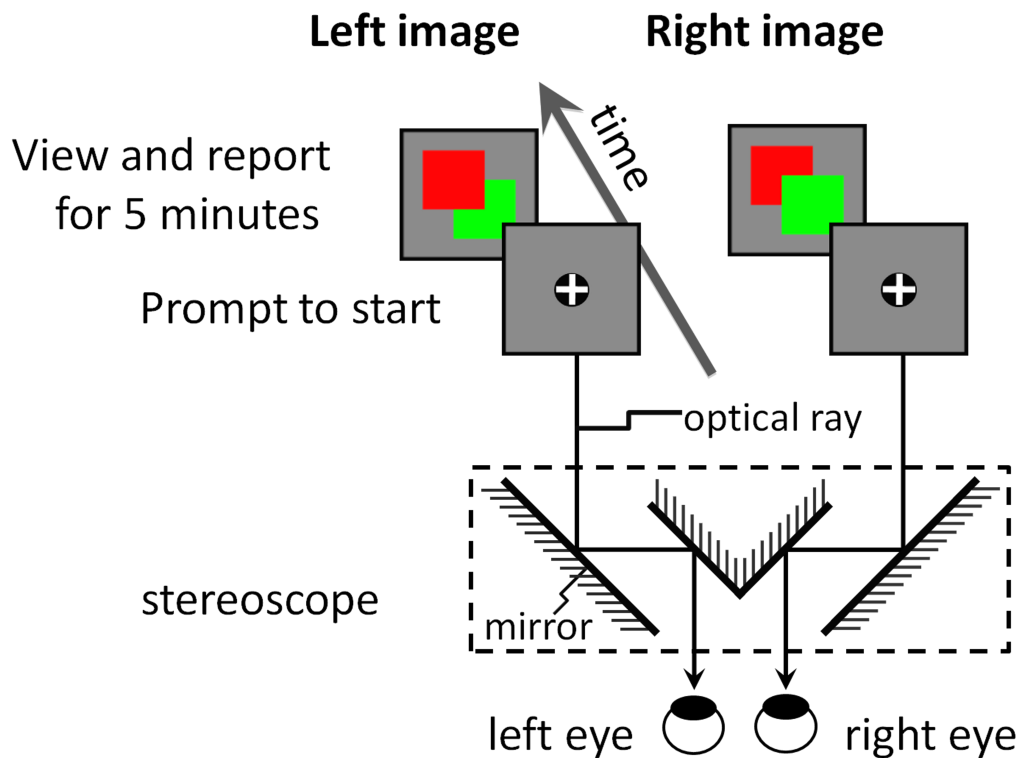 Left image
Right image
time
View and report
for 5 minutes
Prompt to start
optical ray
stereoscope
mirror
left eye
right eye